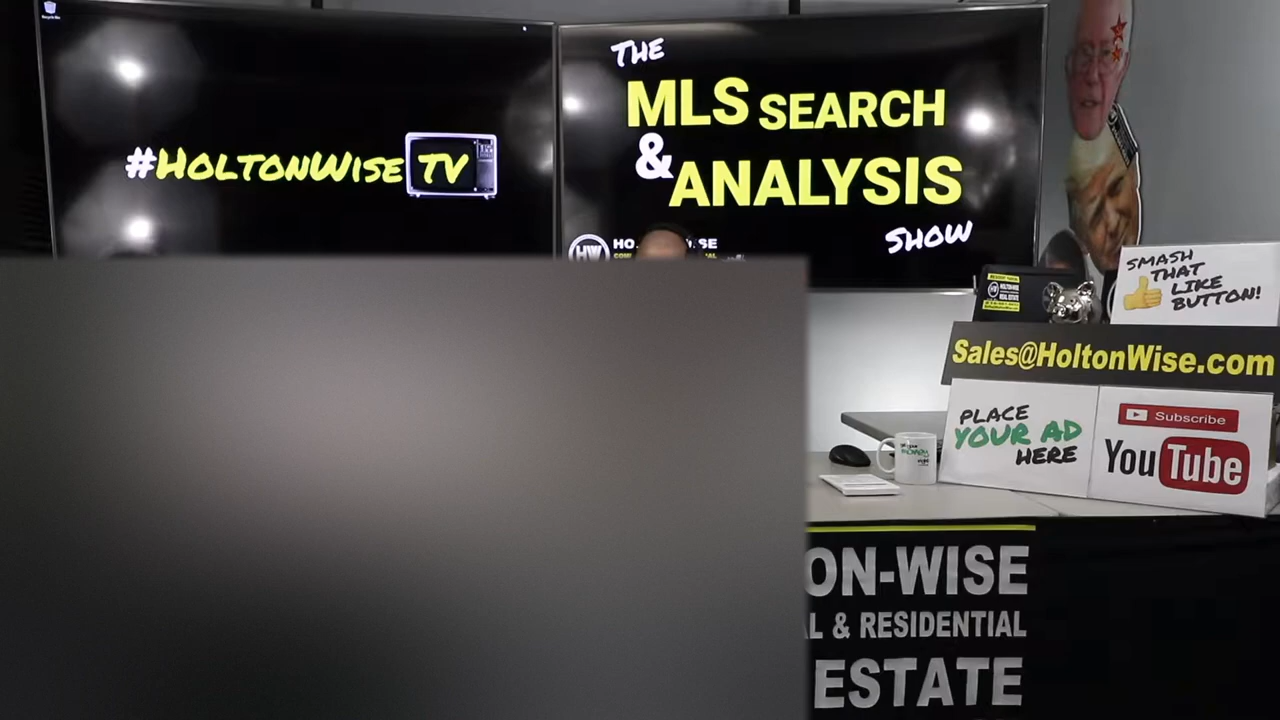 #HOLTONWISE TV
THE
MLS SEARCH
& ANALYSIS
SHOW
HW
SMASH
THAT
LIKE
BUTTON!
Sales@HoltonWise.com
PLACE
YOUR AD
HERE
Subscribe
YouTube
ON-WISE
L & RESIDENTIAL
ESTATE